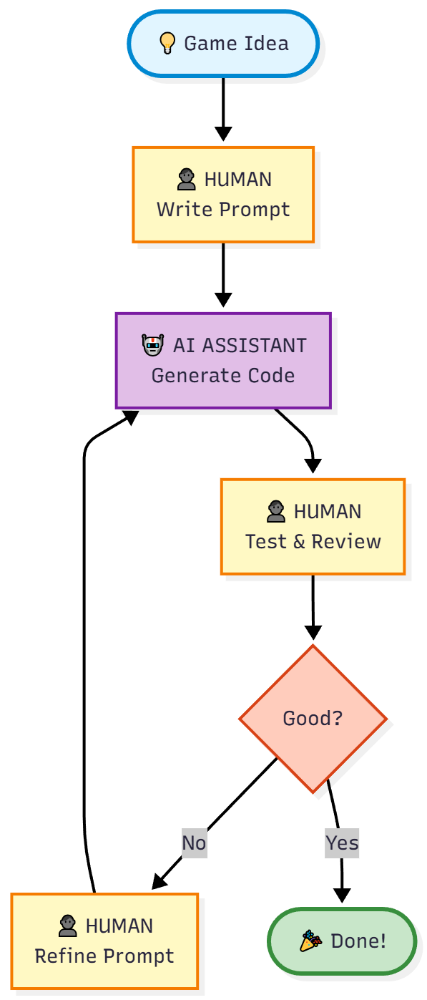 Game Idea
HUMAN
Write Prompt
AI ASSISTANT
Generate Code
HUMAN
Test & Review
Good?
No
Yes
HUMAN
Refine Prompt
Done!